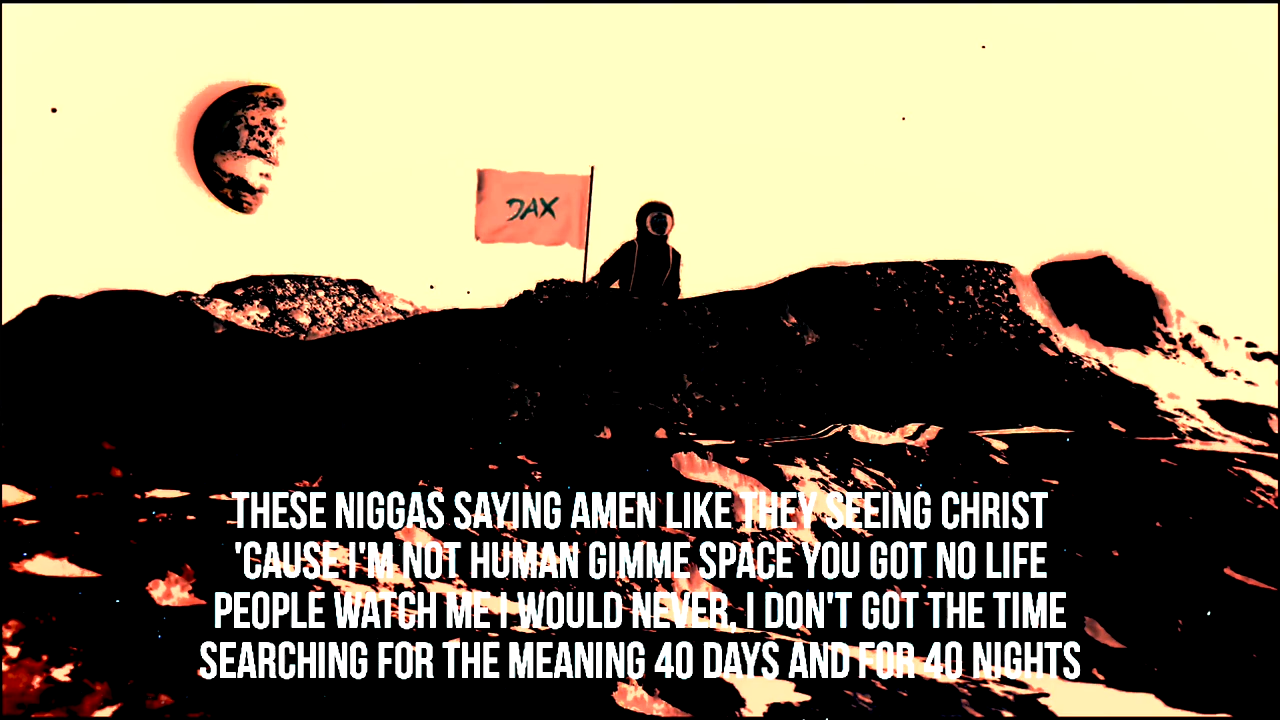 DAX
THESE NIGGAS SAYING AMEN LIKE THEY SEEING CHRIST
'CAUSE I'M NOT HUMAN GIMME SPACE YOU GOT NO LIFE
PEOPLE WATCH ME I WOULD NEVER, I DON'T GOT THE TIME
SEARCHING FOR THE MEANING 40 DAYS AND FOR 40 NIGHTS